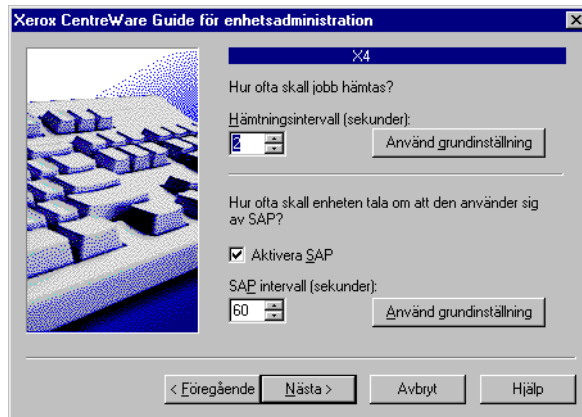 Xerox CentreWare Guide för enhetsadministration
X4
Hur ofta skall jobb hämtas?
Hämtningsintervall (sekunder):
2 Använd grundinställning
Hur ofta skall enheten tala om att den använder sig
av SAP?
Aktivera SAP
SAP intervall (sekunder):
60 Använd grundinställning
< Föregående Nästa > Avbryt Hjälp